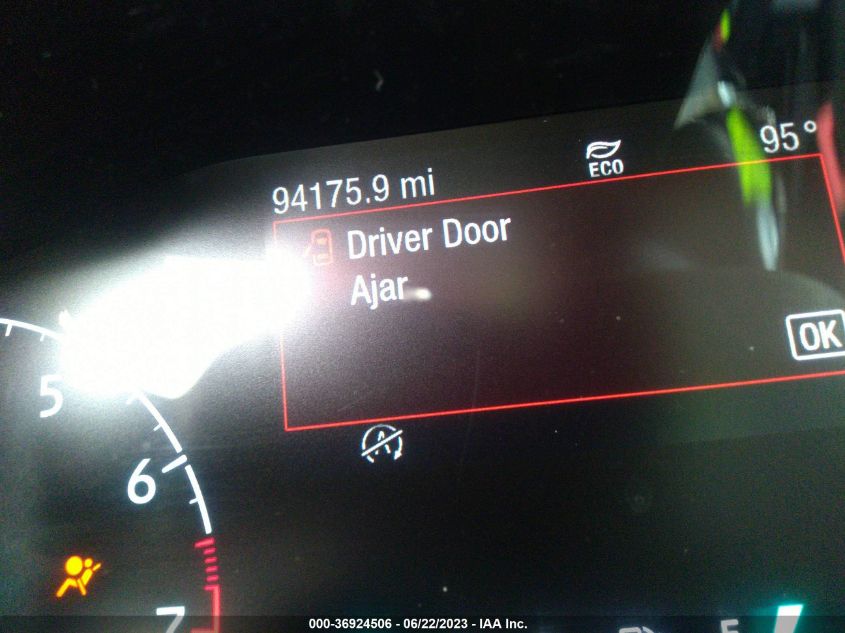 94175.9 mi
ECO
95°
Driver Door
Ajar
OK
5
A
6
7
E
000-36924506 - 06/22/2023 - IAA Inc.